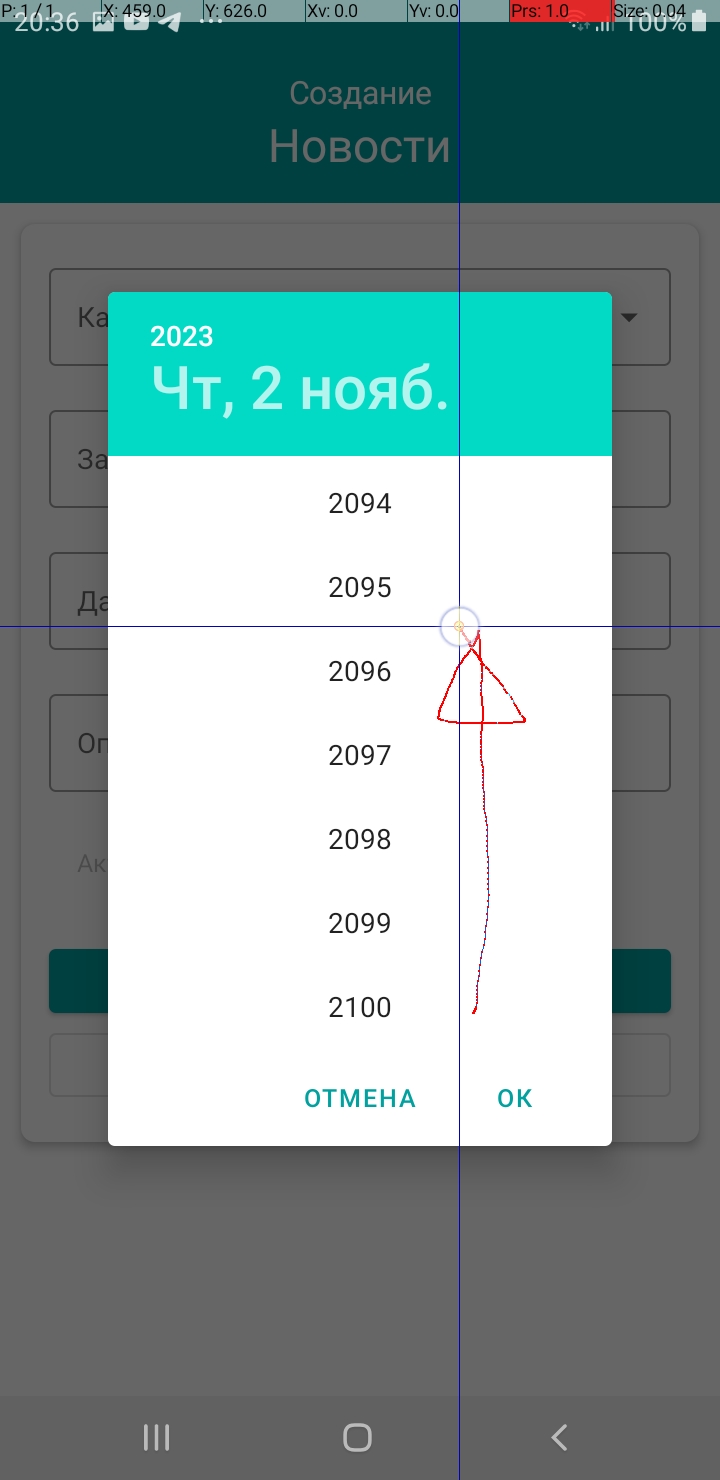 P: 1 / 1 X: 459.0 Y: 626.0 Xv: 0.0 Yv: 0.0 Prs: 1.0 Size: 0.04
20:36 ... 100%
Создание
Новости
Ка
2023
Чт, 2 нояб.
За
2094
2095
Да
2096
Оп
2097
2098
Ак
2099
2100
ОТМЕНА OK